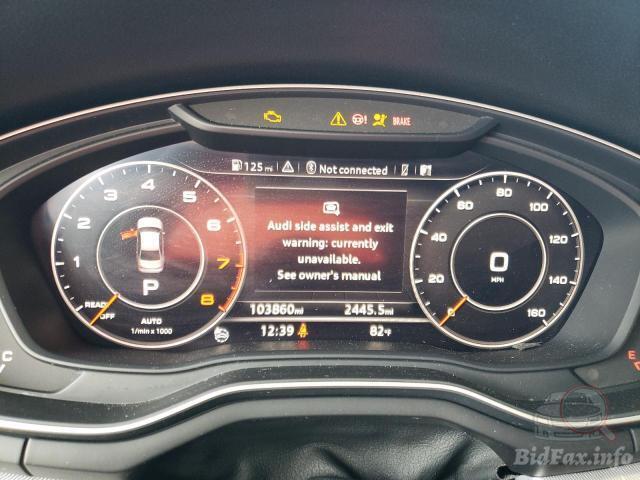 BRAKE
125 mi
Not connected
Audi side assist and exit
warning: currently
unavailable.
See owner's manual
1 2 3 4 5 6 7 8
READY
OFF
P
AUTO
1/min x 1000
0 20 40 60 80 100 120 140 160
0
MPH
103860mi
2445.5mi
12:39
82°F
C
E
BidFax.info